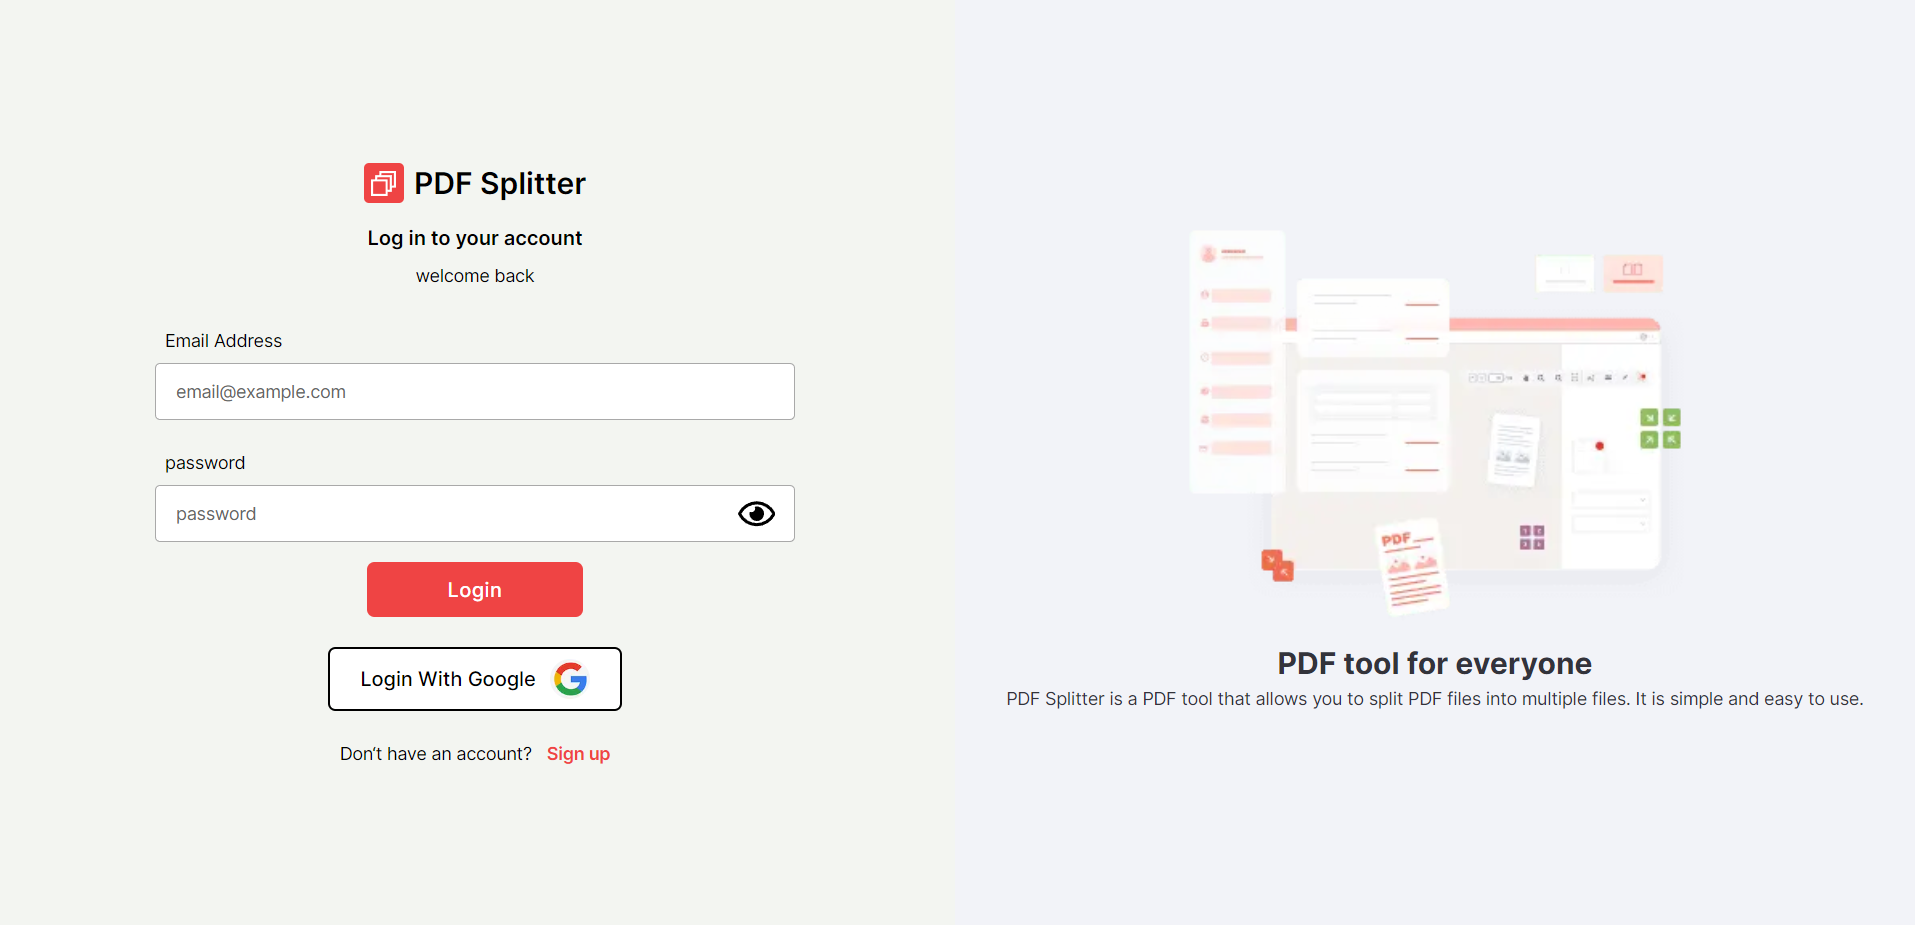 PDF Splitter
Log in to your account
welcome back
Email Address
email@example.com
password
password
Login
Login With Google
Don't have an account? Sign up
PDF
PDF tool for everyone
PDF Splitter is a PDF tool that allows you to split PDF files into multiple files. It is simple and easy to use.